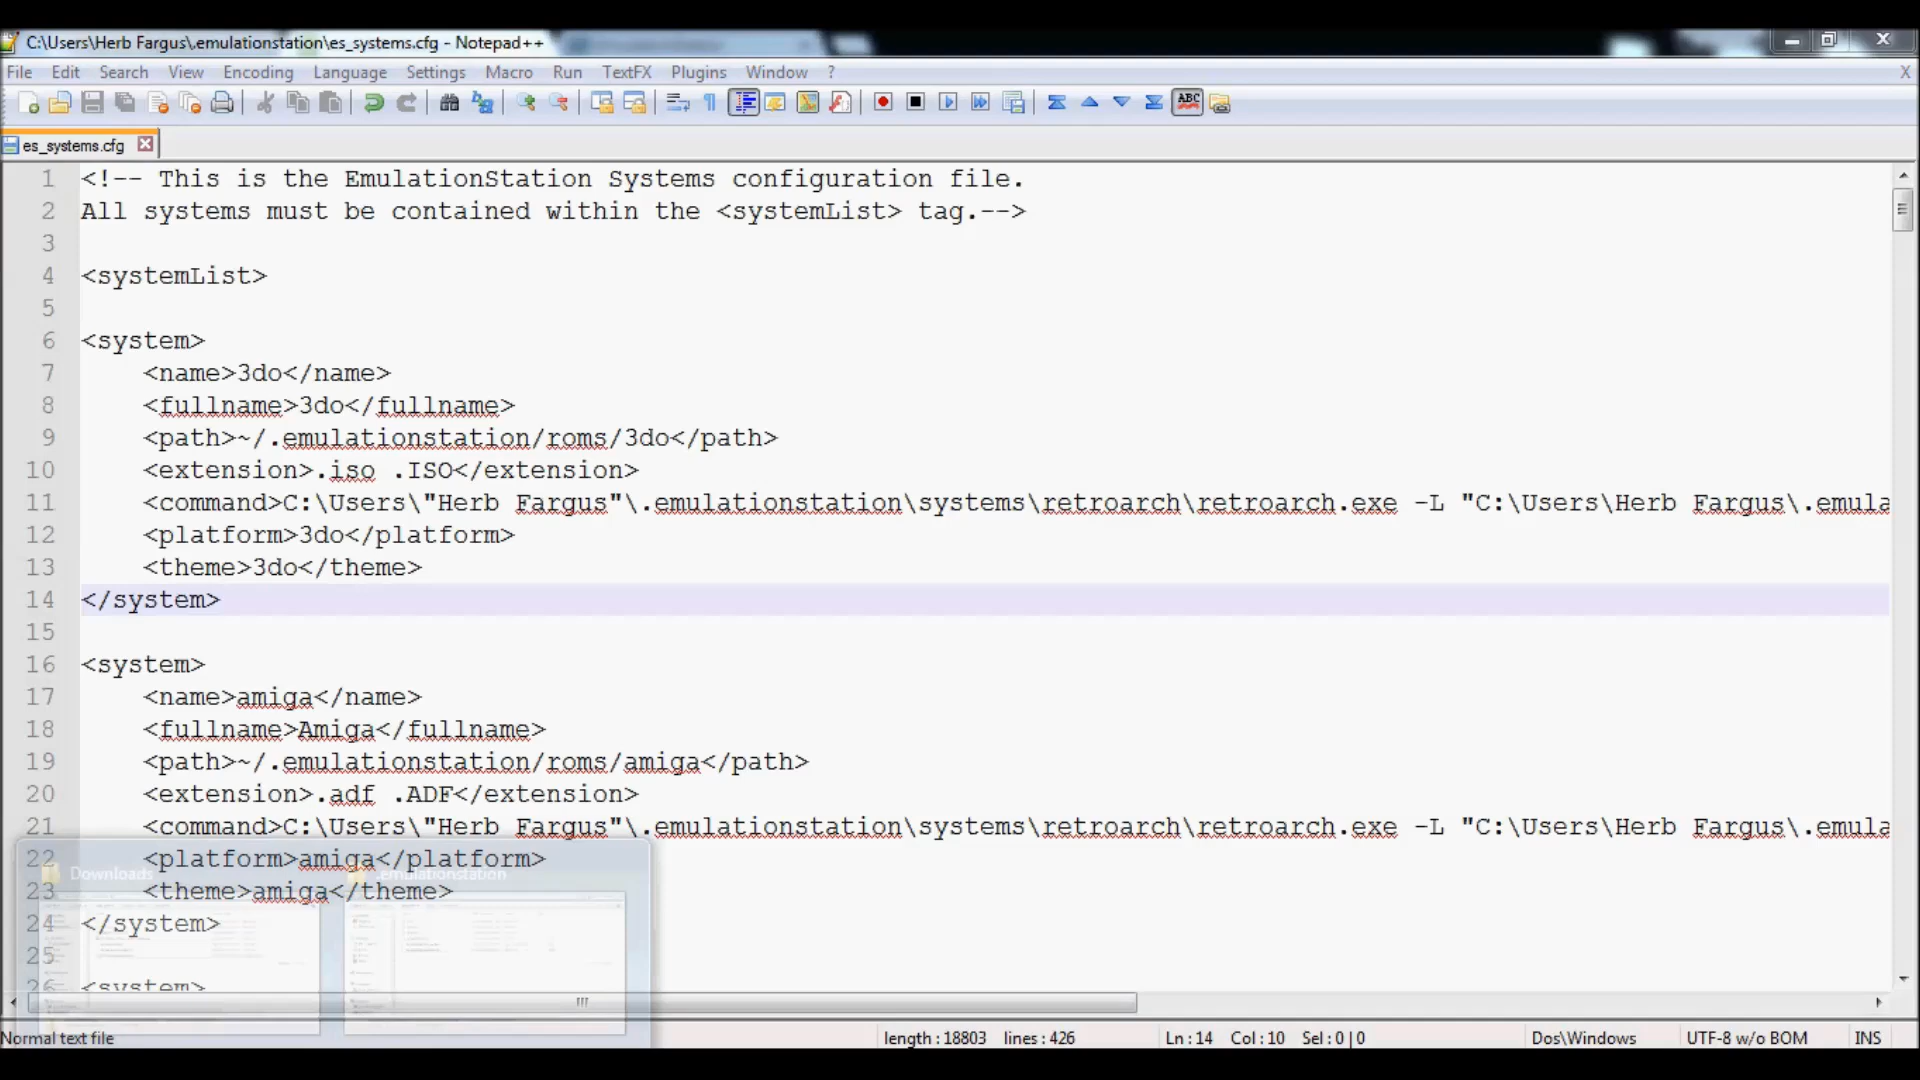 C:\Users\Herb Fargus\.emulationstation\es_systems.cfg - Notepad++
File Edit Search View Encoding Language Settings Macro Run TextFX Plugins Window ? X
ABC
es_systems.cfg
1 <!-- This is the EmulationStation Systems configuration file.
2 All systems must be contained within the <systemList> tag.-->
3
4 <systemList>
5
6 <system>
7 <name>3do</name>
8 <fullname>3do</fullname>
9 <path>~/.emulationstation/roms/3do</path>
10 <extension>.iso .ISO</extension>
11 <command>C:\Users\"Herb Fargus"\.emulationstation\systems\retroarch\retroarch.exe -L "C:\Users\Herb Fargus\.emula
12 <platform>3do</platform>
13 <theme>3do</theme>
14 </system>
15
16 <system>
17 <name>amiga</name>
18 <fullname>Amiga</fullname>
19 <path>~/.emulationstation/roms/amiga</path>
20 <extension>.adf .ADF</extension>
21 <command>C:\Users\"Herb Fargus"\.emulationstation\systems\retroarch\retroarch.exe -L "C:\Users\Herb Fargus\.emula
22 <platform>amiga</platform>
Downloads .emulationstation
23 <theme>amiga</theme>
24 </system>
25
26 <system>
Normal text file length : 18803 lines : 426 Ln : 14 Col : 10 Sel : 0 | 0 Dos\Windows UTF-8 w/o BOM INS